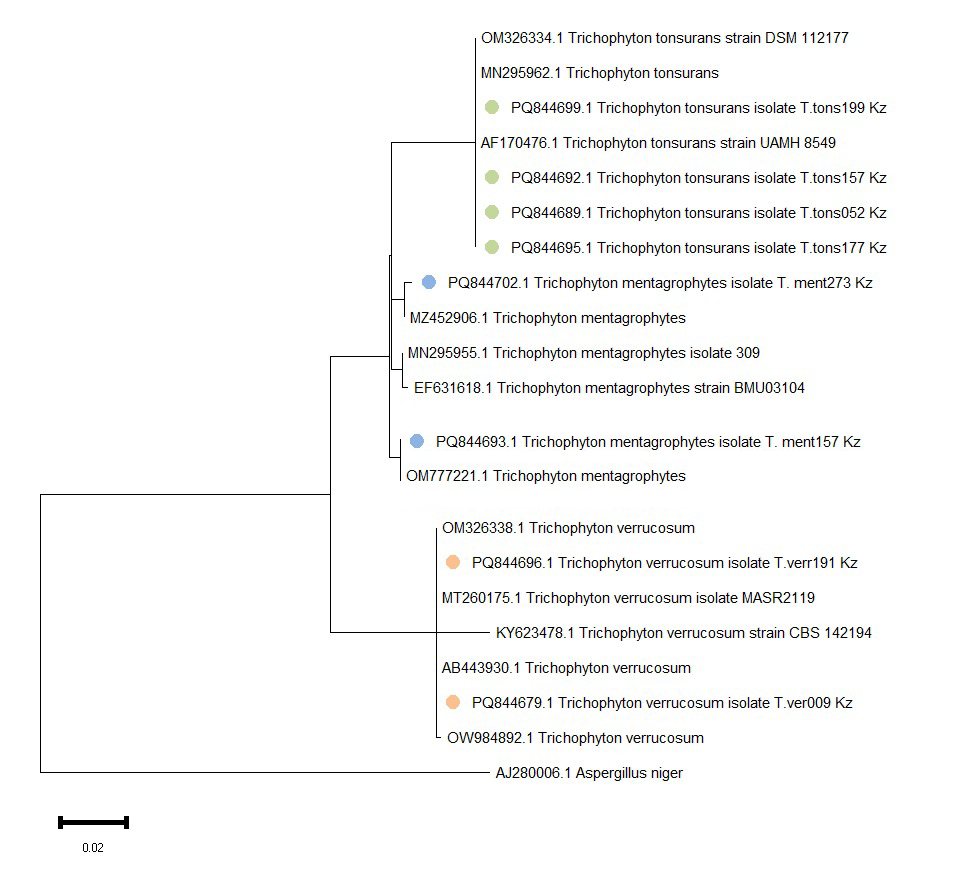 OM326334.1 Trichophyton tonsurans strain DSM 112177
MN295962.1 Trichophyton tonsurans
PQ844699.1 Trichophyton tonsurans isolate T.tons199 Kz
AF170476.1 Trichophyton tonsurans strain UAMH 8549
PQ844692.1 Trichophyton tonsurans isolate T.tons157 Kz
PQ844689.1 Trichophyton tonsurans isolate T.tons052 Kz
PQ844695.1 Trichophyton tonsurans isolate T.tons177 Kz
PQ844702.1 Trichophyton mentagrophytes isolate T. ment273 Kz
MZ452906.1 Trichophyton mentagrophytes
MN295955.1 Trichophyton mentagrophytes isolate 309
EF631618.1 Trichophyton mentagrophytes strain BMU03104
PQ844693.1 Trichophyton mentagrophytes isolate T. ment157 Kz
OM777221.1 Trichophyton mentagrophytes
OM326338.1 Trichophyton verrucosum
PQ844696.1 Trichophyton verrucosum isolate T.verr191 Kz
MT260175.1 Trichophyton verrucosum isolate MASR2119
KY623478.1 Trichophyton verrucosum strain CBS 142194
AB443930.1 Trichophyton verrucosum
PQ844679.1 Trichophyton verrucosum isolate T.ver009 Kz
OW984892.1 Trichophyton verrucosum
AJ280006.1 Aspergillus niger
0.02